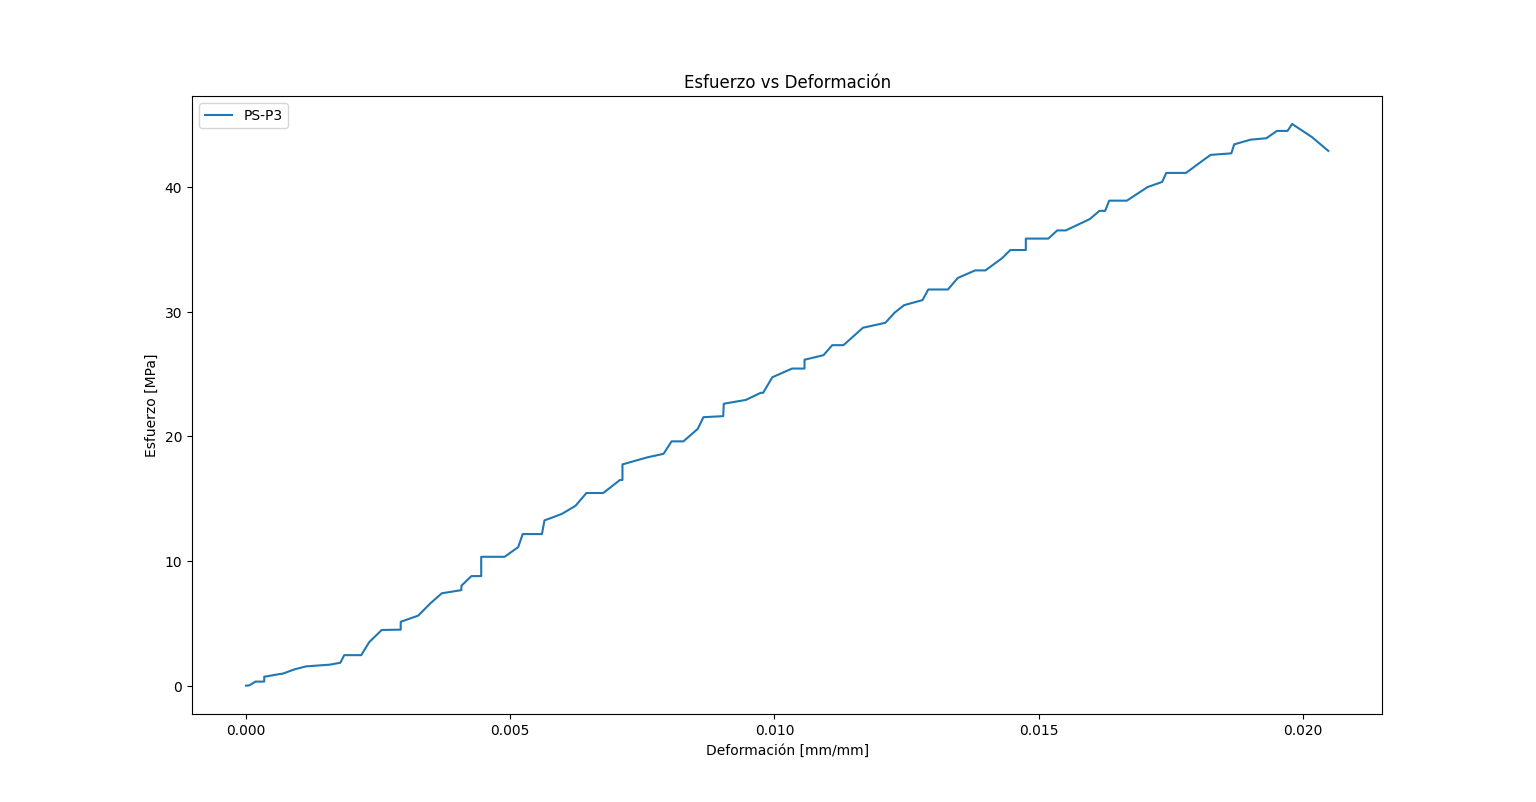 Esfuerzo vs Deformación
PS-P3
40
30
20
10
0
Esfuerzo [MPa]
0.000 0.005 0.010 0.015 0.020
Deformación [mm/mm]